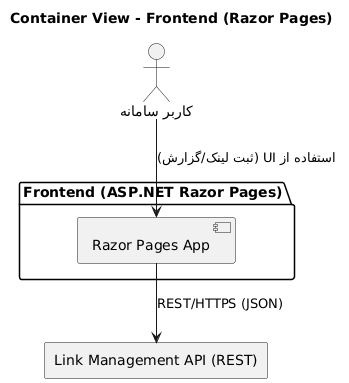 Container View - Frontend (Razor Pages)
کاربر سامانه
استفاده از UI (ثبت لینک/گزارش)
Frontend (ASP.NET Razor Pages)
Razor Pages App
REST/HTTPS (JSON)
Link Management API (REST)